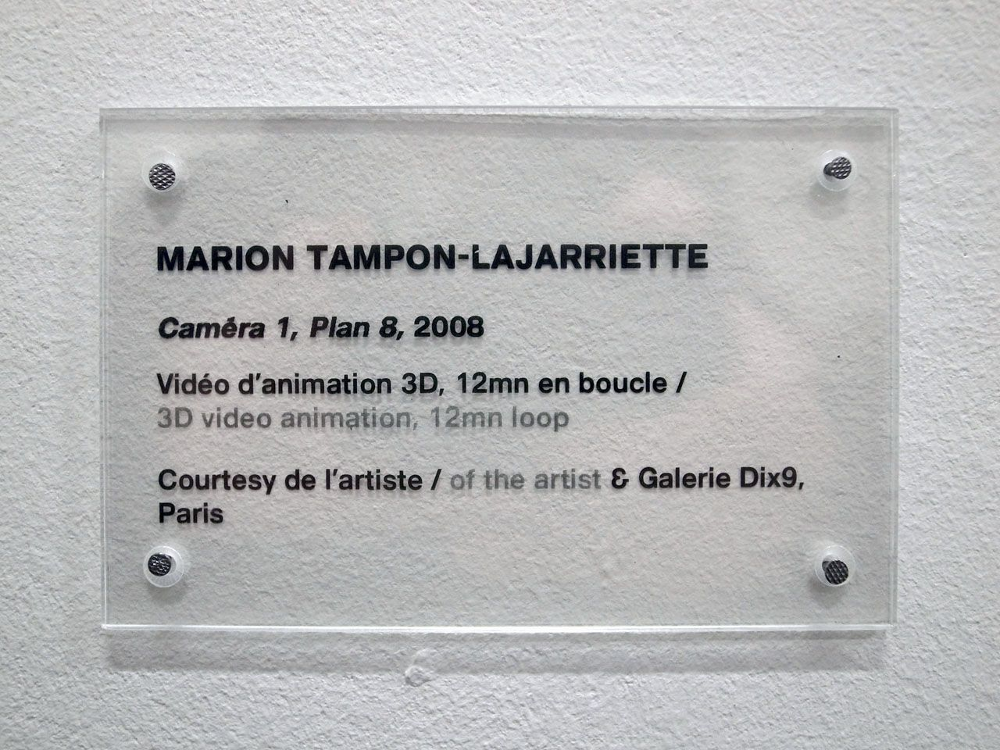 MARION TAMPON-LAJARRIETTE
Caméra 1, Plan 8, 2008
Vidéo d'animation 3D, 12mn en boucle /
3D video animation, 12mn loop
Courtesy de l'artiste / of the artist & Galerie Dix9,
Paris